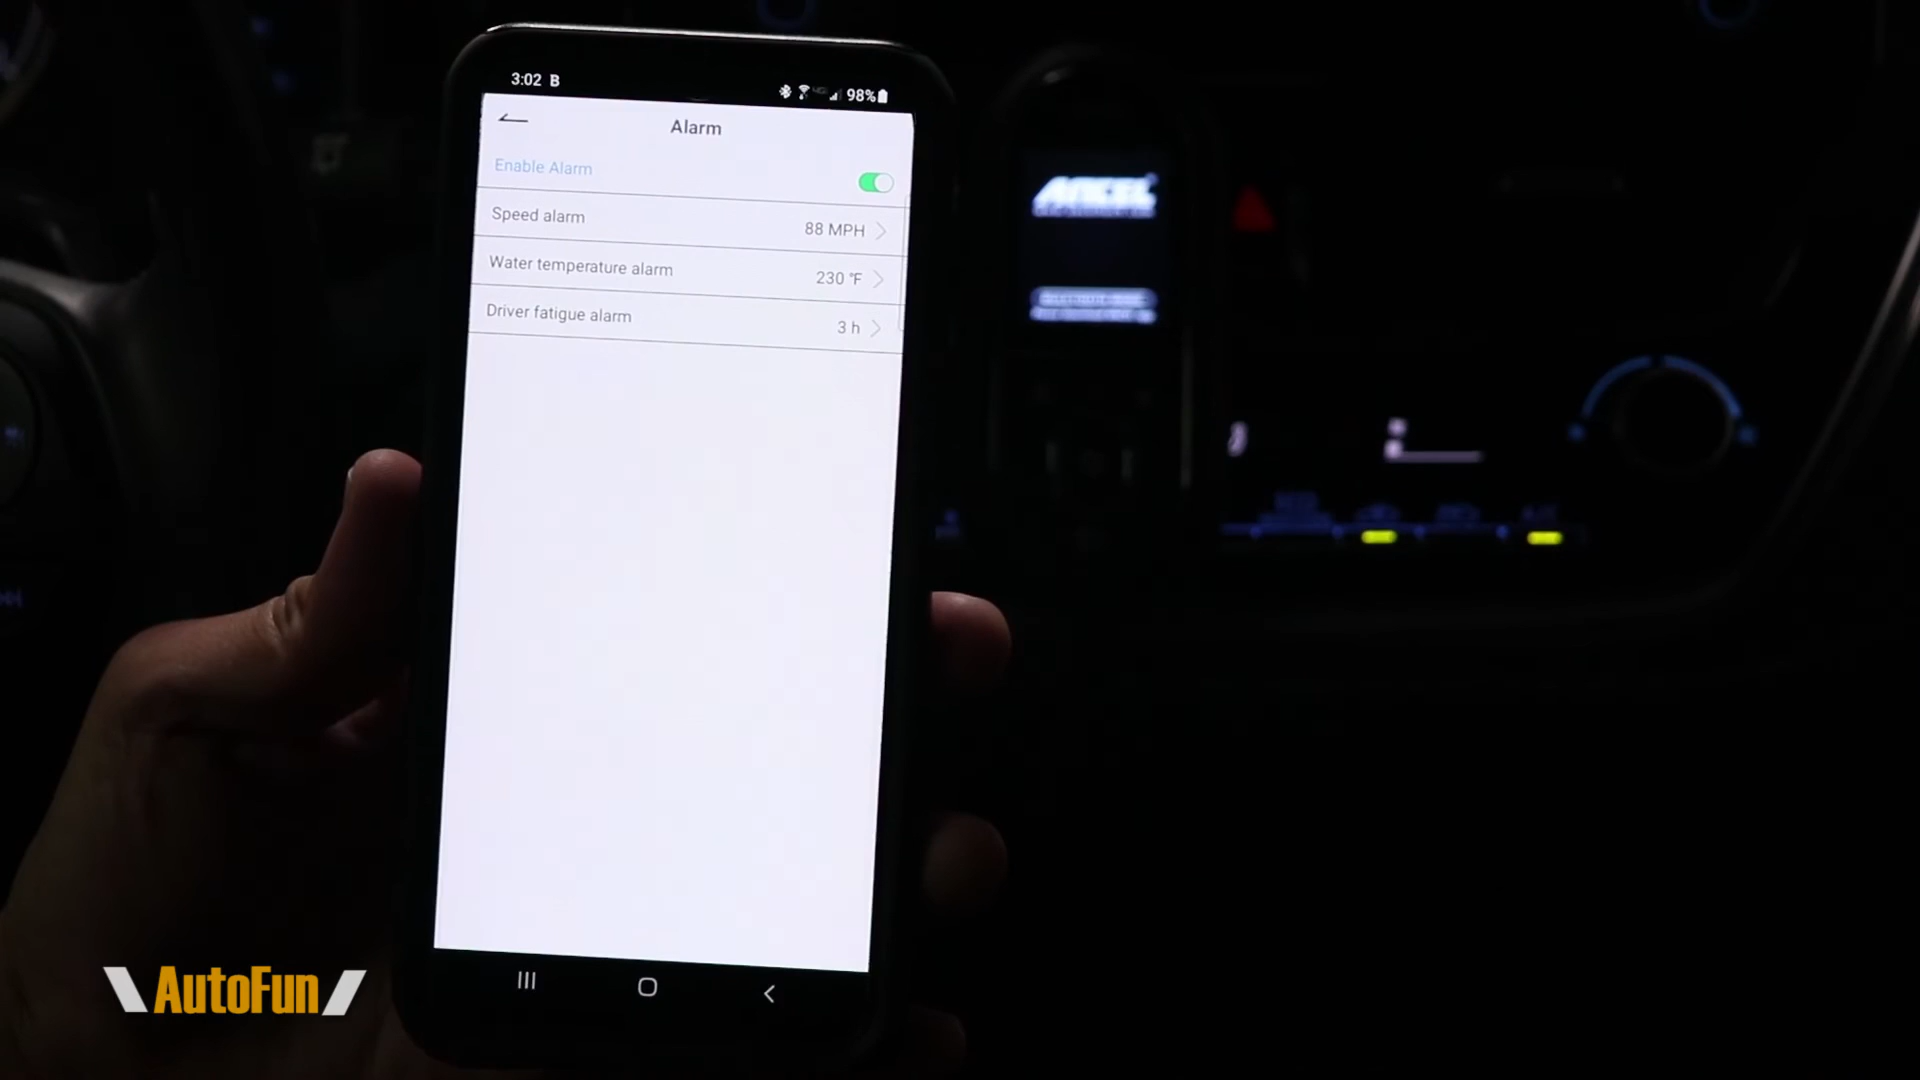 3:02 B
98%
Alarm
Enable Alarm
Speed alarm 88 MPH
Water temperature alarm 230 °F
Driver fatigue alarm 3 h
ANCEL
AutoFun